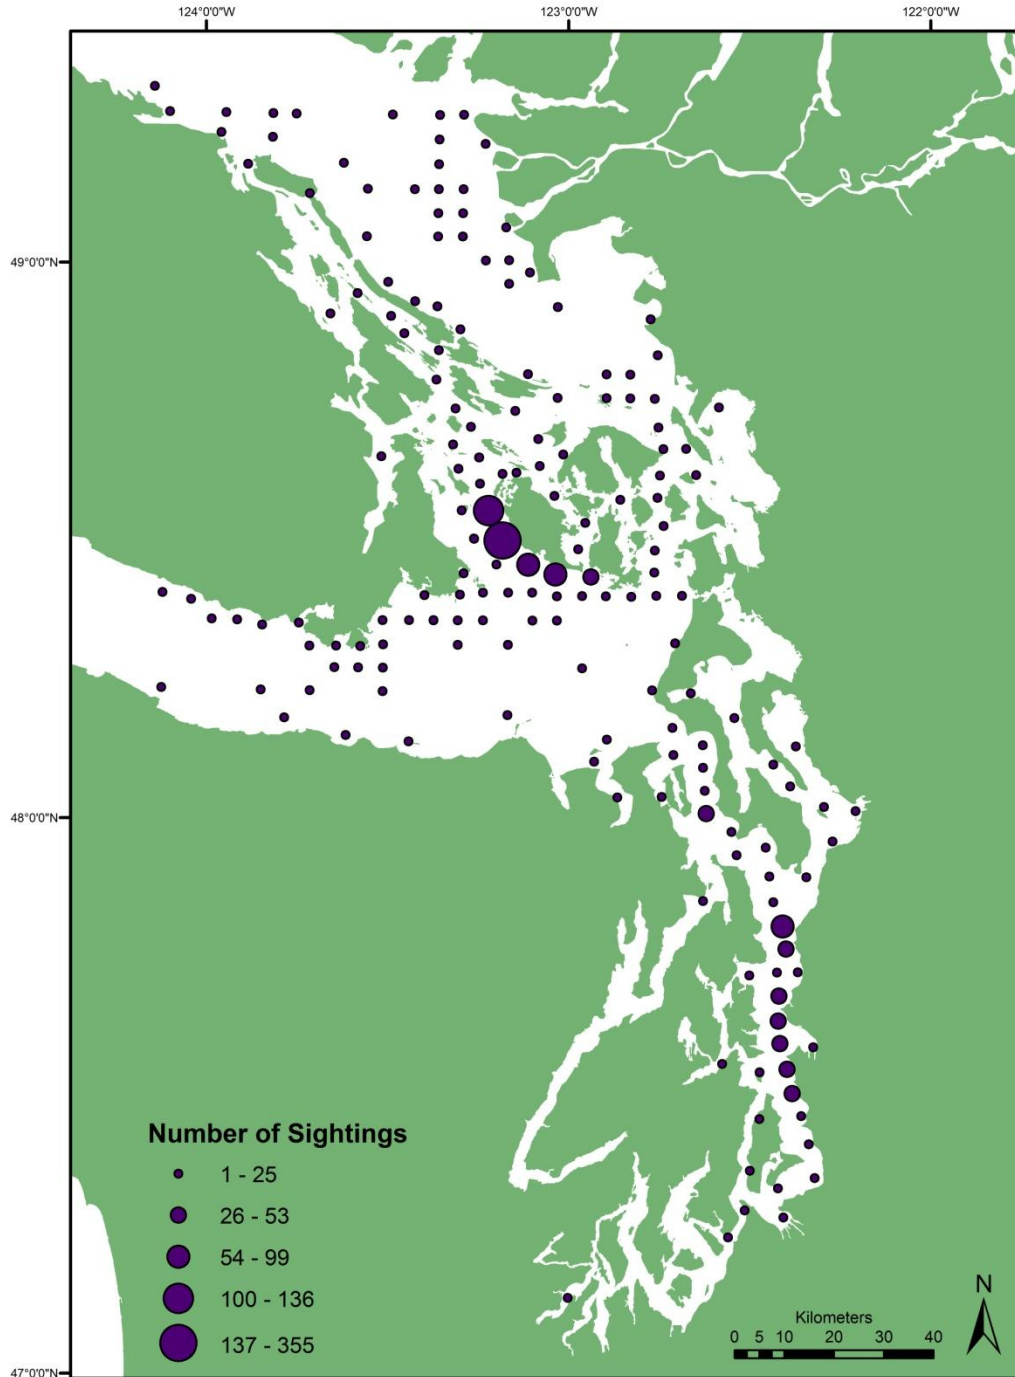 124°0'0"W 123°0'0"W 122°0'0"W
49°0'0"N
48°0'0"N
47°0'0"N
Number of Sightings
1 - 25
26 - 53
54 - 99
100 - 136
137 - 355
N
Kilometers
0 5 10 20 30 40